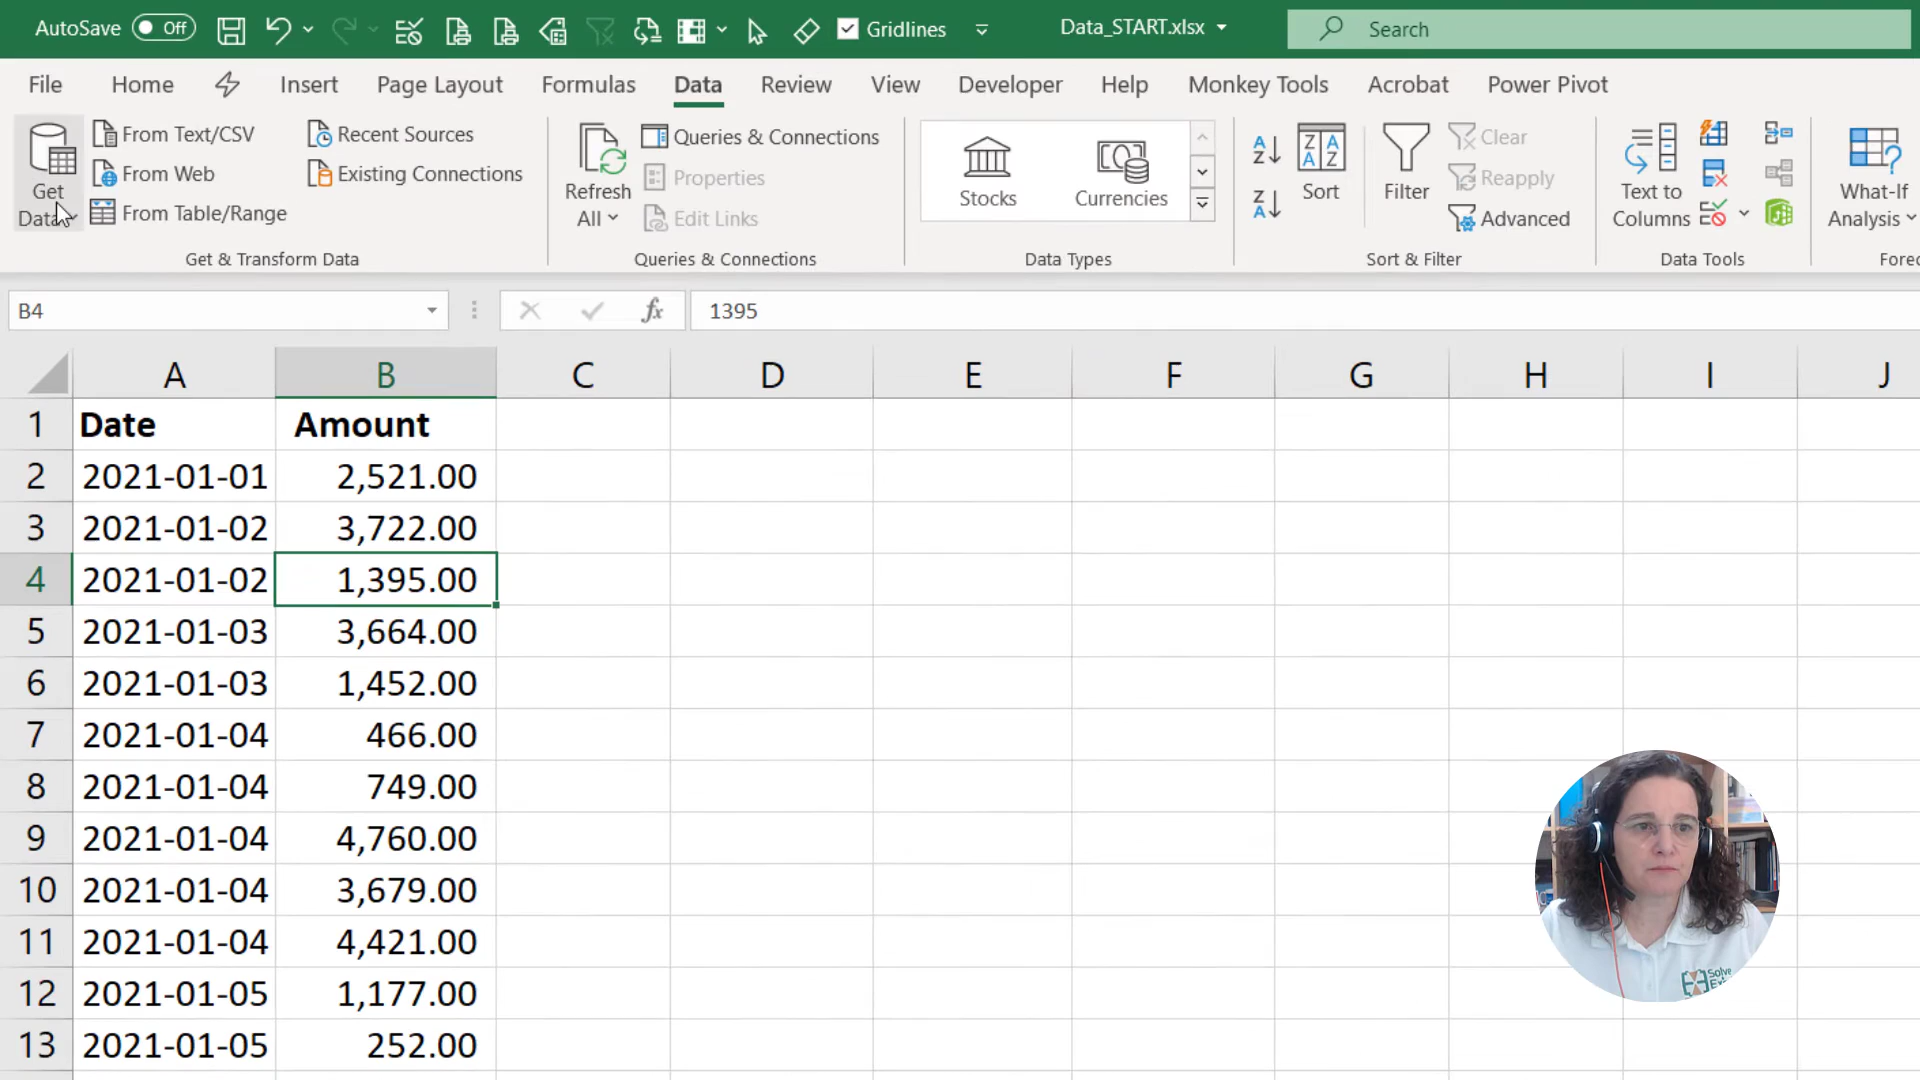 AutoSave Off Gridlines Data_START.xlsx Search
File Home Insert Page Layout Formulas Data Review View Developer Help Monkey Tools Acrobat Power Pivot
Get Data
From Text/CSV
From Web
From Table/Range
Recent Sources
Existing Connections
Get & Transform Data
Refresh All
Queries & Connections
Properties
Edit Links
Queries & Connections
Stocks
Currencies
Data Types
Sort
Filter
Clear
Reapply
Advanced
Sort & Filter
Text to Columns
Data Tools
What-If Analysis
Forec
B4 fx 1395
A B C D E F G H I J
1 Date Amount
2 2021-01-01 2,521.00
3 2021-01-02 3,722.00
4 2021-01-02 1,395.00
5 2021-01-03 3,664.00
6 2021-01-03 1,452.00
7 2021-01-04 466.00
8 2021-01-04 749.00
9 2021-01-04 4,760.00
10 2021-01-04 3,679.00
11 2021-01-04 4,421.00
12 2021-01-05 1,177.00
13 2021-01-05 252.00
Solve